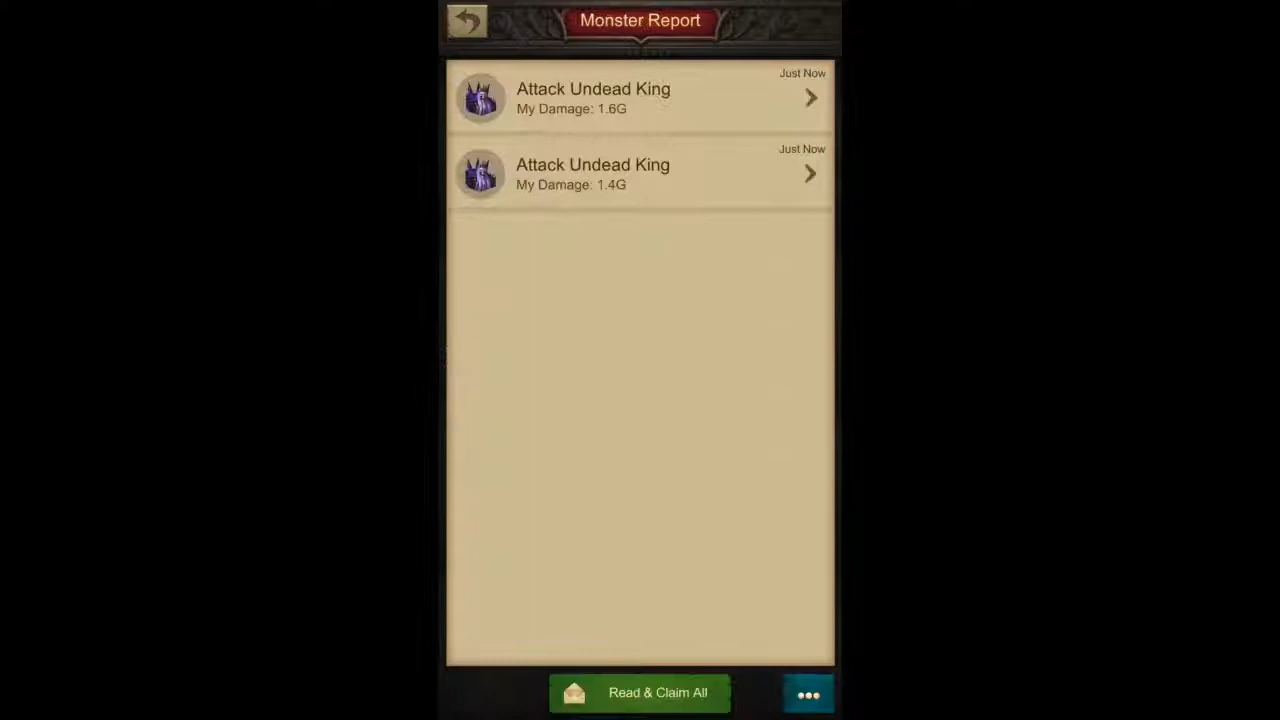 Monster Report
Just Now
Attack Undead King
My Damage: 1.6G
Just Now
Attack Undead King
My Damage: 1.4G
Read & Claim All